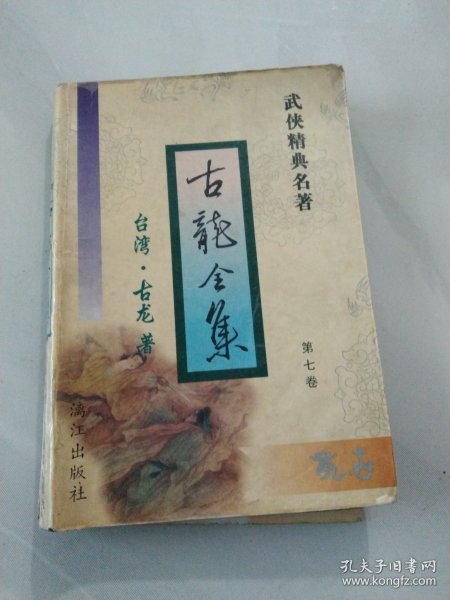 武侠精典名著
古龍全集
台湾·古龙 著
第七卷
漓江出版社
孔夫子旧书网
www.kongfz.com